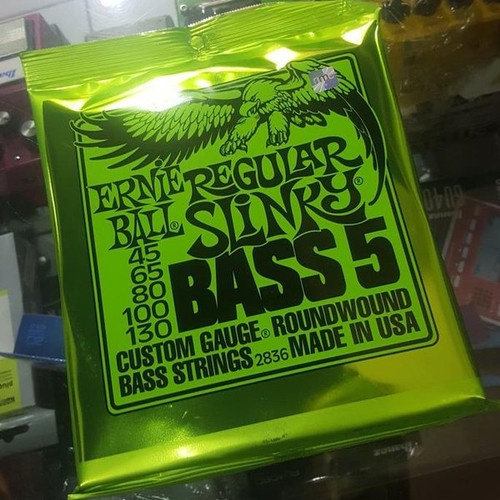 ERNIE BALL®
REGULAR SLINKY®
45
65
80
100
130
BASS 5
CUSTOM GAUGE® ROUNDWOUND
BASS STRINGS 2836 MADE IN USA